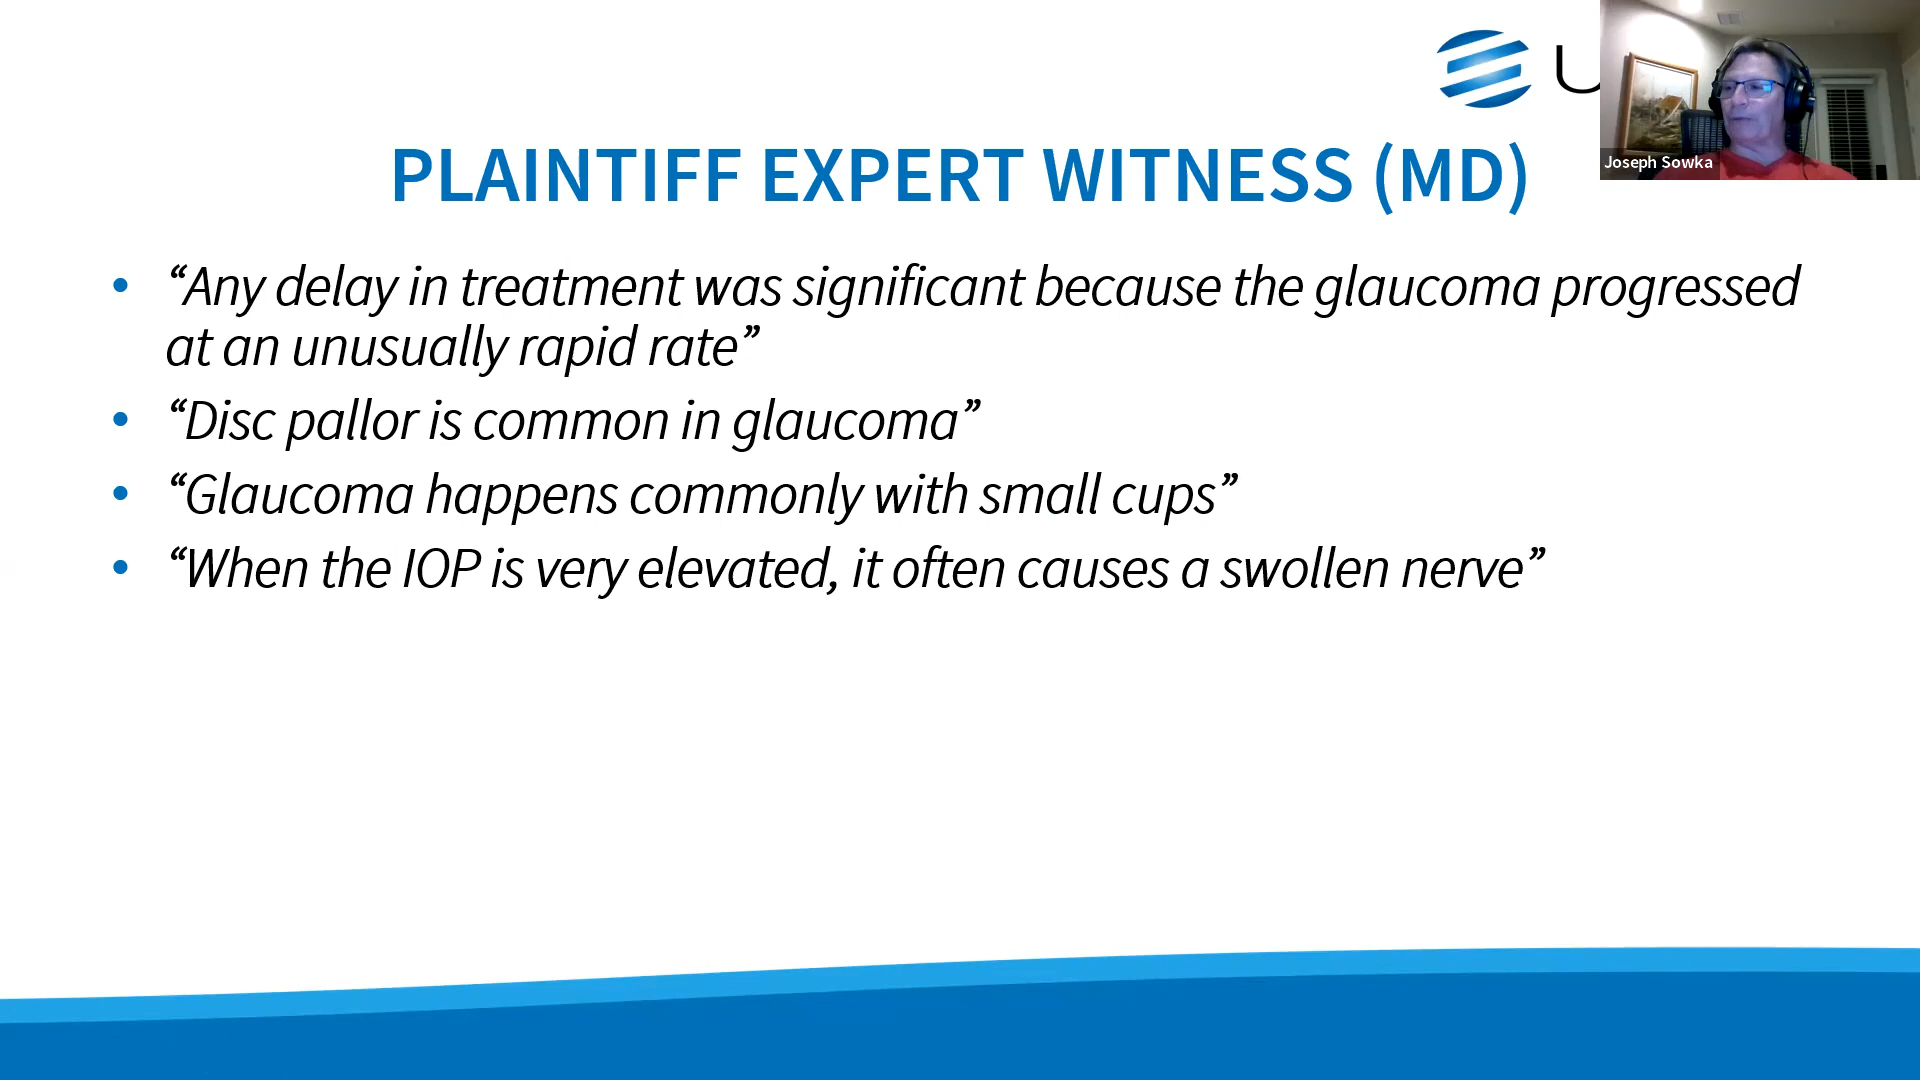 U
Joseph Sowka
PLAINTIFF EXPERT WITNESS (MD)
• “Any delay in treatment was significant because the glaucoma progressed
at an unusually rapid rate”
• “Disc pallor is common in glaucoma”
• “Glaucoma happens commonly with small cups”
• “When the IOP is very elevated, it often causes a swollen nerve”